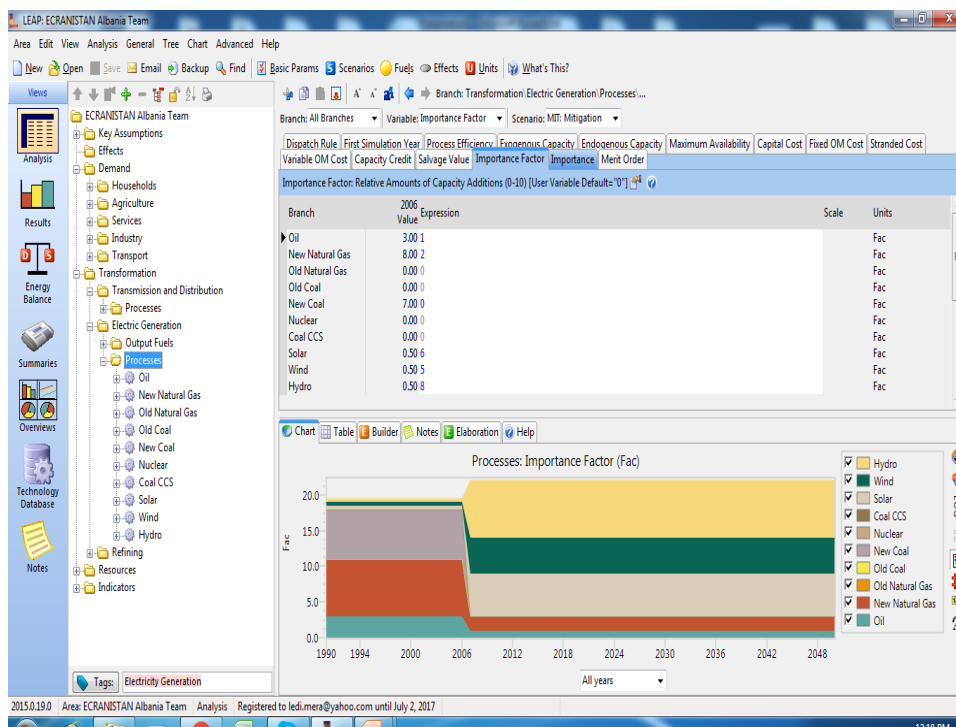 LEAP: ECRANISTAN Albania Team
Area Edit View Analysis General Tree Chart Advanced Help
New Open Save Email Backup Find Basic Params Scenarios Fuels Effects Units What's This?
Views
Branch: Transformation\Electric Generation\Processes\...
Branch: All Branches Variable: Importance Factor Scenario: MIT: Mitigation
Dispatch Rule First Simulation Year Process Efficiency Exogenous Capacity Endogenous Capacity Maximum Availability Capital Cost Fixed OM Cost Stranded Cost
Variable OM Cost Capacity Credit Salvage Value Importance Factor Importance Merit Order
Importance Factor: Relative Amounts of Capacity Additions (0-10) [User Variable Default="0"]
Branch 2006 Value Expression Scale Units
Oil 3.00 1 Fac
New Natural Gas 8.00 2 Fac
Old Natural Gas 0.00 0 Fac
Old Coal 0.00 0 Fac
New Coal 7.00 0 Fac
Nuclear 0.00 0 Fac
Coal CCS 0.00 0 Fac
Solar 0.50 6 Fac
Wind 0.50 5 Fac
Hydro 0.50 8 Fac
Analysis
Results
Energy Balance
Summaries
Overviews
Technology Database
Notes
ECRANISTAN Albania Team
Key Assumptions
Effects
Demand
Households
Agriculture
Services
Industry
Transport
Transformation
Transmission and Distribution
Processes
Electric Generation
Output Fuels
Processes
Oil
New Natural Gas
Old Natural Gas
Old Coal
New Coal
Nuclear
Coal CCS
Solar
Wind
Hydro
Refining
Resources
Indicators
Tags: Electricity Generation
Chart Table Builder Notes Elaboration Help
Processes: Importance Factor (Fac)
Fac
20.0
15.0
10.0
5.0
0.0
1990 1994 2000 2006 2012 2018 2024 2030 2036 2042 2048
Hydro
Wind
Solar
Coal CCS
Nuclear
New Coal
Old Coal
Old Natural Gas
New Natural Gas
Oil
All years
2015.0.19.0 Area: ECRANISTAN Albania Team Analysis Registered to ledi.mera@yahoo.com until July 2, 2017